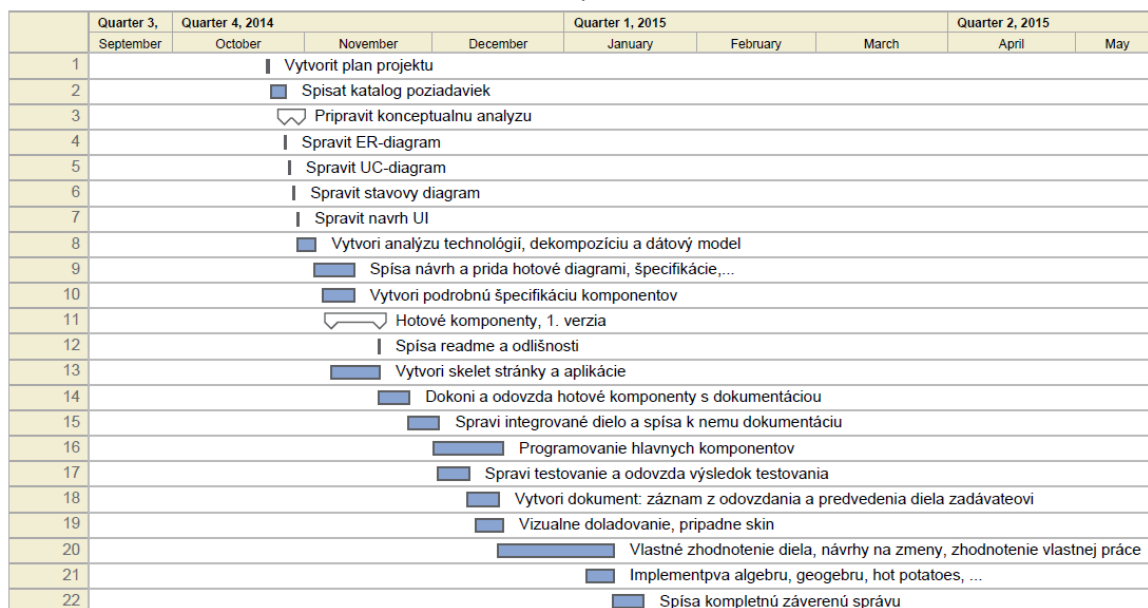 Quarter 3, Quarter 4, 2014 Quarter 1, 2015 Quarter 2, 2015
September October November December January February March April May
1 Vytvorit plan projektu
2 Spisat katalog poziadaviek
3 Pripravit konceptualnu analyzu
4 Spravit ER-diagram
5 Spravit UC-diagram
6 Spravit stavovy diagram
7 Spravit navrh UI
8 Vytvori analýzu technológií, dekompozíciu a dátový model
9 Spísa návrh a prida hotové diagrami, špecifikácie,...
10 Vytvori podrobnú špecifikáciu komponentov
11 Hotové komponenty, 1. verzia
12 Spísa readme a odlišnosti
13 Vytvori skelet stránky a aplikácie
14 Dokoni a odovzda hotové komponenty s dokumentáciou
15 Spravi integrované dielo a spísa k nemu dokumentáciu
16 Programovanie hlavnych komponentov
17 Spravi testovanie a odovzda výsledok testovania
18 Vytvori dokument: záznam z odovzdania a predvedenia diela zadávateovi
19 Vizualne doladovanie, pripadne skin
20 Vlastné zhodnotenie diela, návrhy na zmeny, zhodnotenie vlastnej práce
21 Implementpva algebru, geogebru, hot potatoes, ...
22 Spísa kompletnú záverenú správu